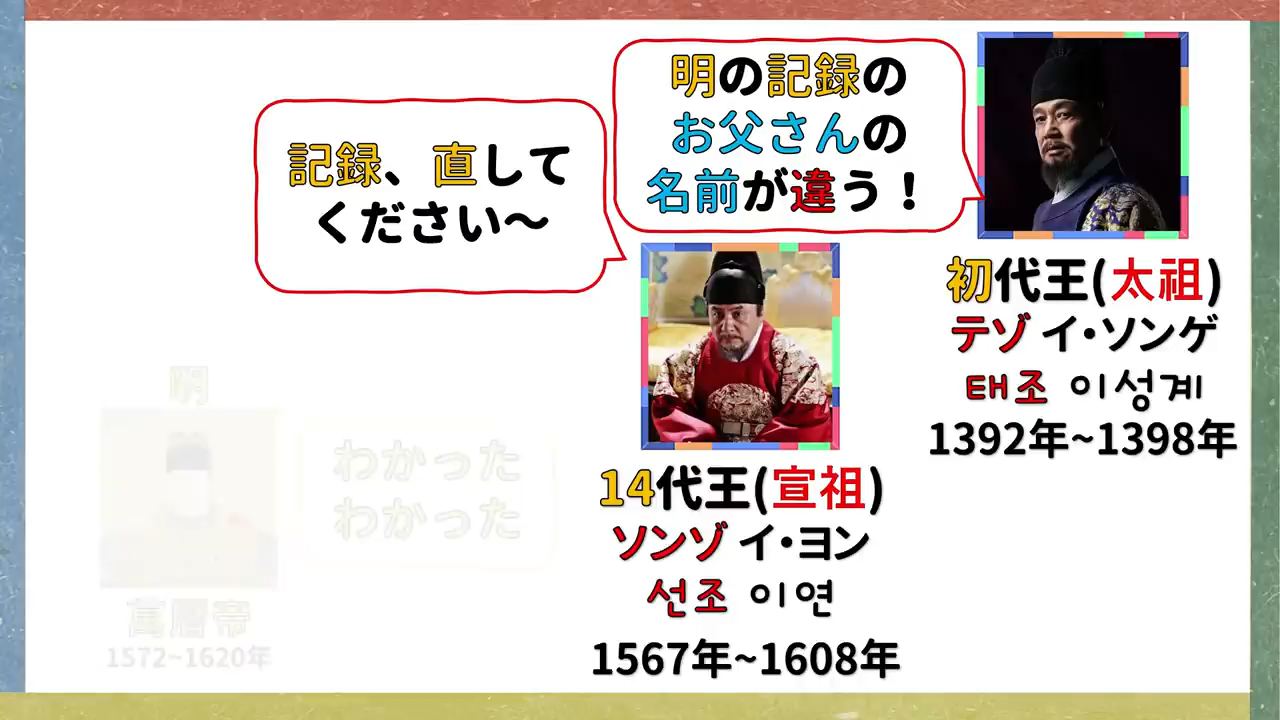 明の記録の
お父さんの
名前が違う！
記録、直して
ください〜
初代王(太祖)
テゾ イ・ソンゲ
태조 이성계
1392年~1398年
14代王(宣祖)
ソンゾ イ・ヨン
선조 이연
1567年~1608年
明
わかった
わかった
萬暦帝
1572~1620年